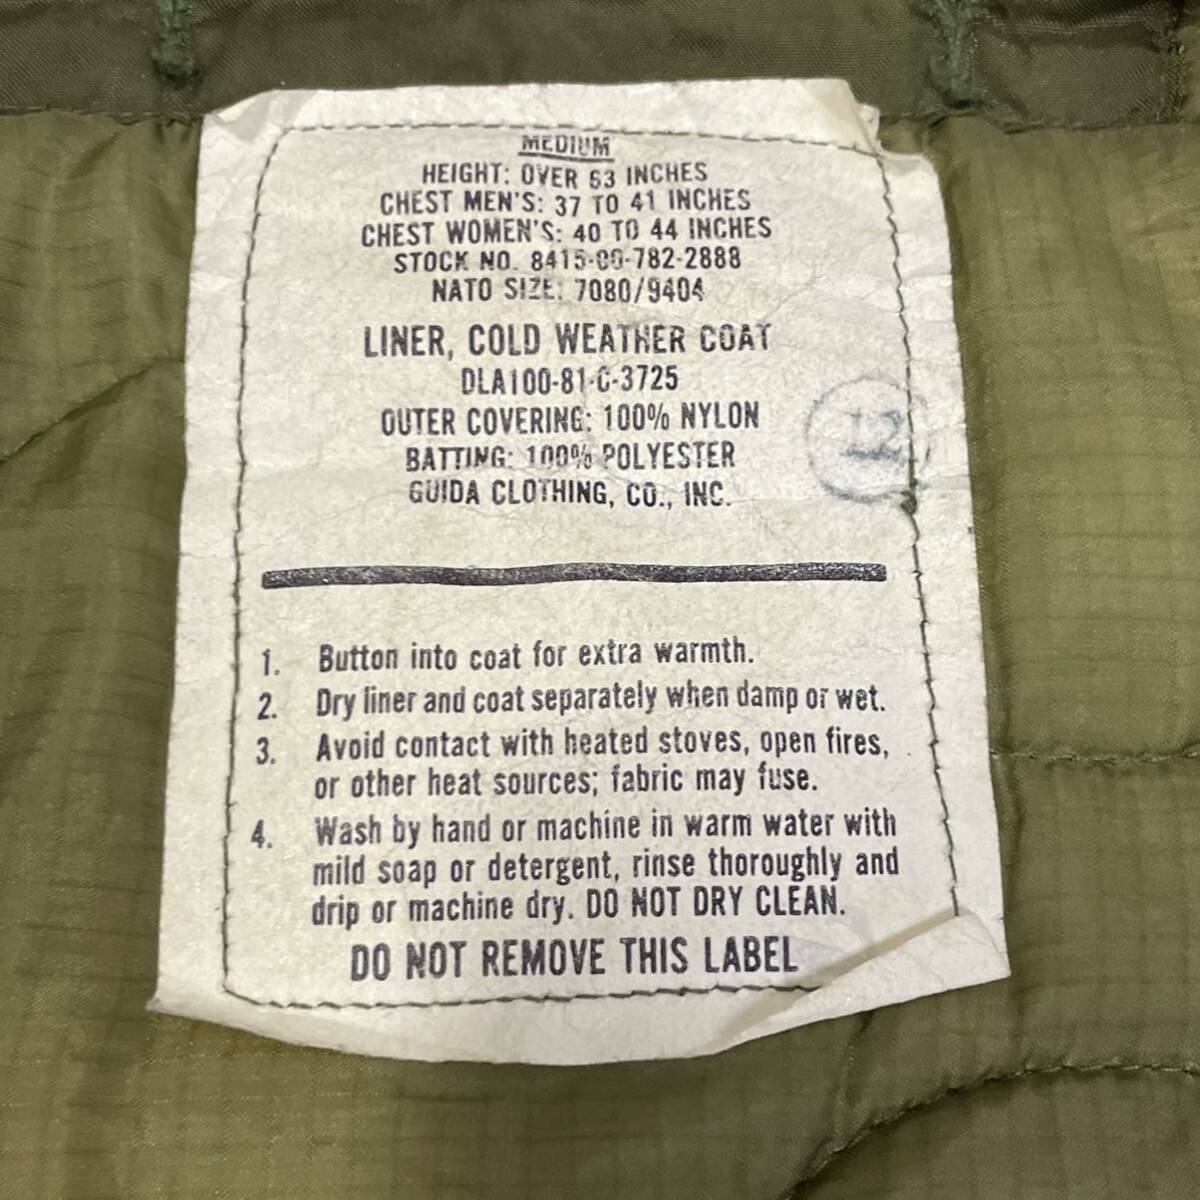 MEDIUM
HEIGHT: OVER 63 INCHES
CHEST MEN'S: 37 TO 41 INCHES
CHEST WOMEN'S: 40 TO 44 INCHES
STOCK NO. 8415-00-782-2888
NATO SIZE: 7080/9404
LINER, COLD WEATHER COAT
DLA100-81-C-3725
OUTER COVERING: 100% NYLON
BATTING: 100% POLYESTER
GUIDA CLOTHING, CO., INC.
12
1. Button into coat for extra warmth.
2. Dry liner and coat separately when damp or wet.
3. Avoid contact with heated stoves, open fires,
or other heat sources; fabric may fuse.
4. Wash by hand or machine in warm water with
mild soap or detergent, rinse thoroughly and
drip or machine dry. DO NOT DRY CLEAN.
DO NOT REMOVE THIS LABEL